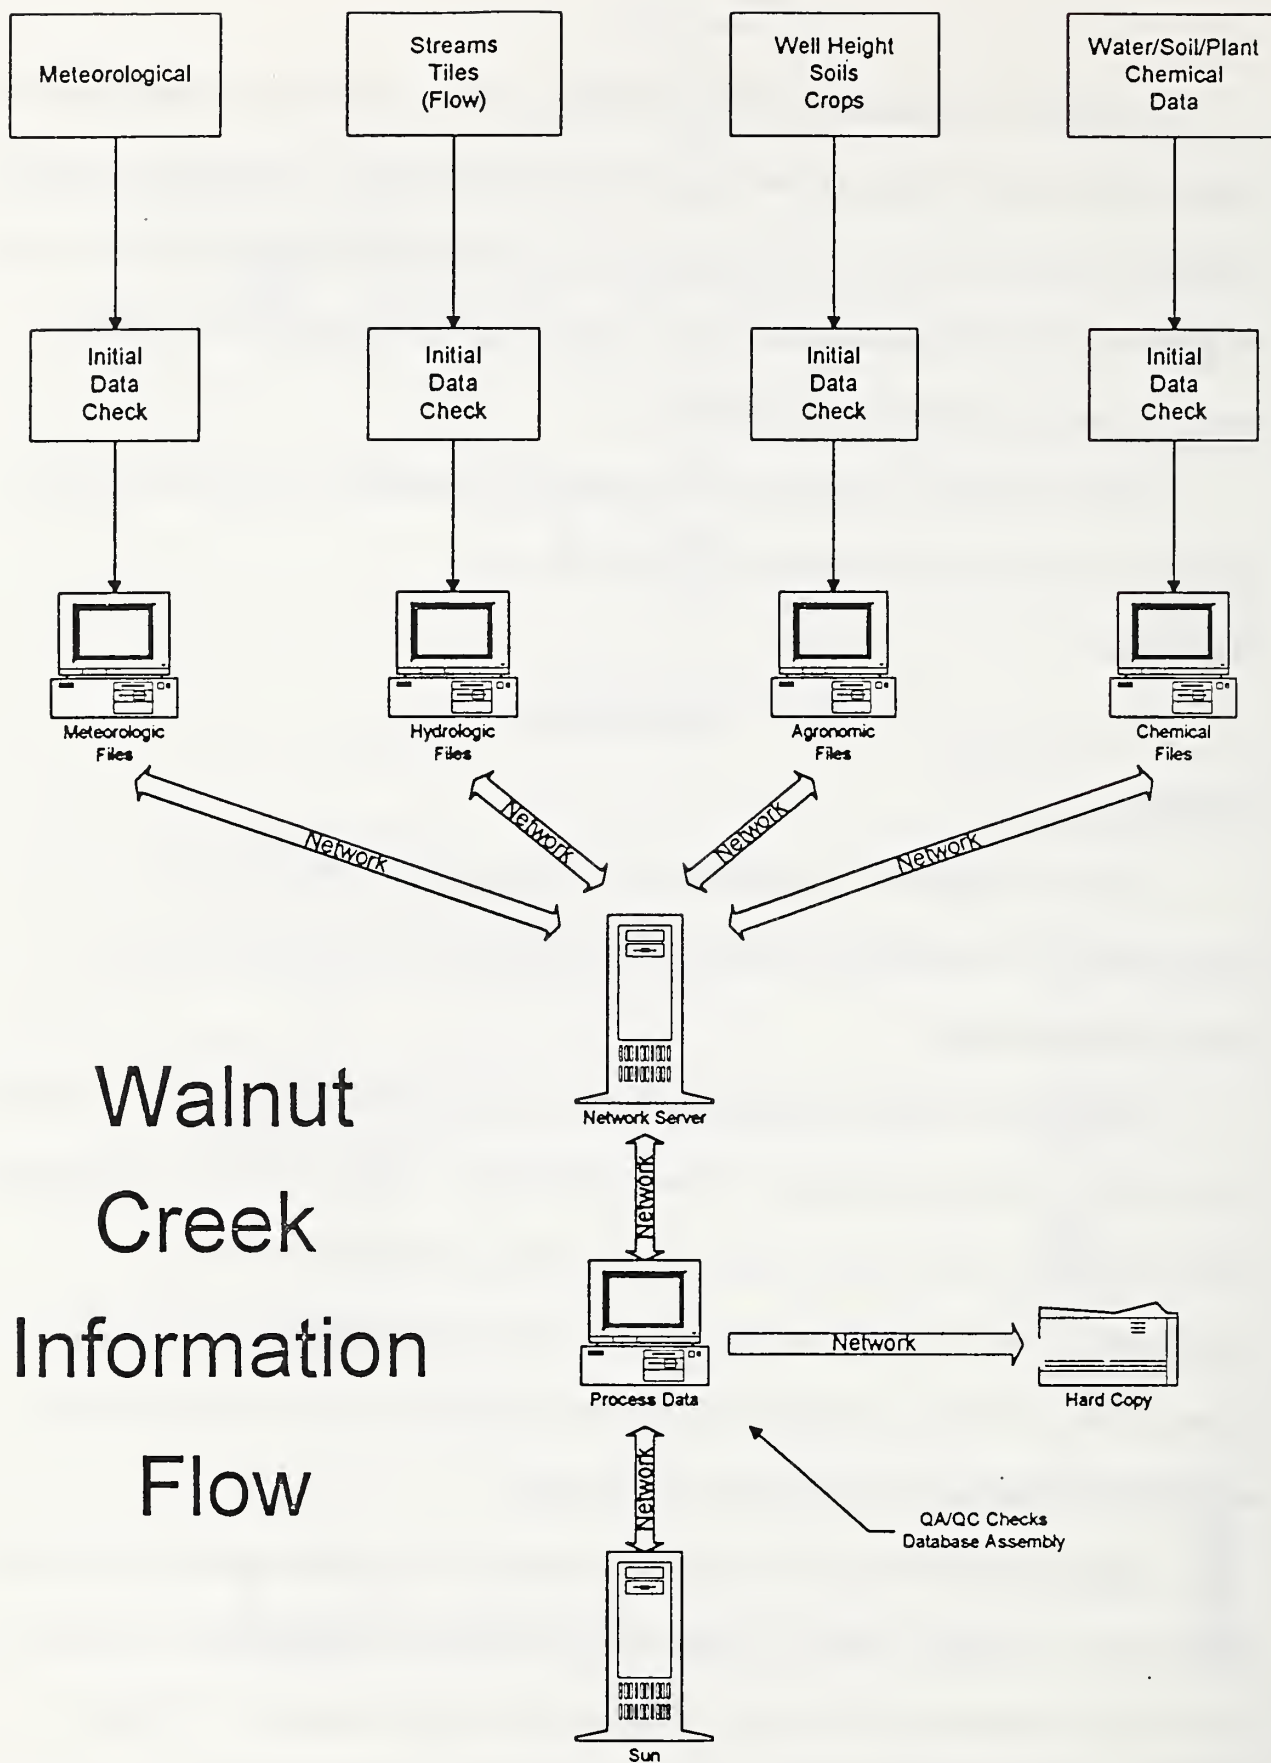 Meteorological
Streams
Tiles
(Flow)
Well Height
Soils
Crops
Water/Soil/Plant
Chemical
Data
Initial
Data
Check
Initial
Data
Check
Initial
Data
Check
Initial
Data
Check
Meteorologic
Files
Hydrologic
Files
Agronomic
Files
Chemical
Files
Network
Network
Network
Network
Network Server
Network
Walnut
Creek
Information
Flow
Process Data
Network
Hard Copy
Network
QA/QC Checks
Database Assembly
Sun